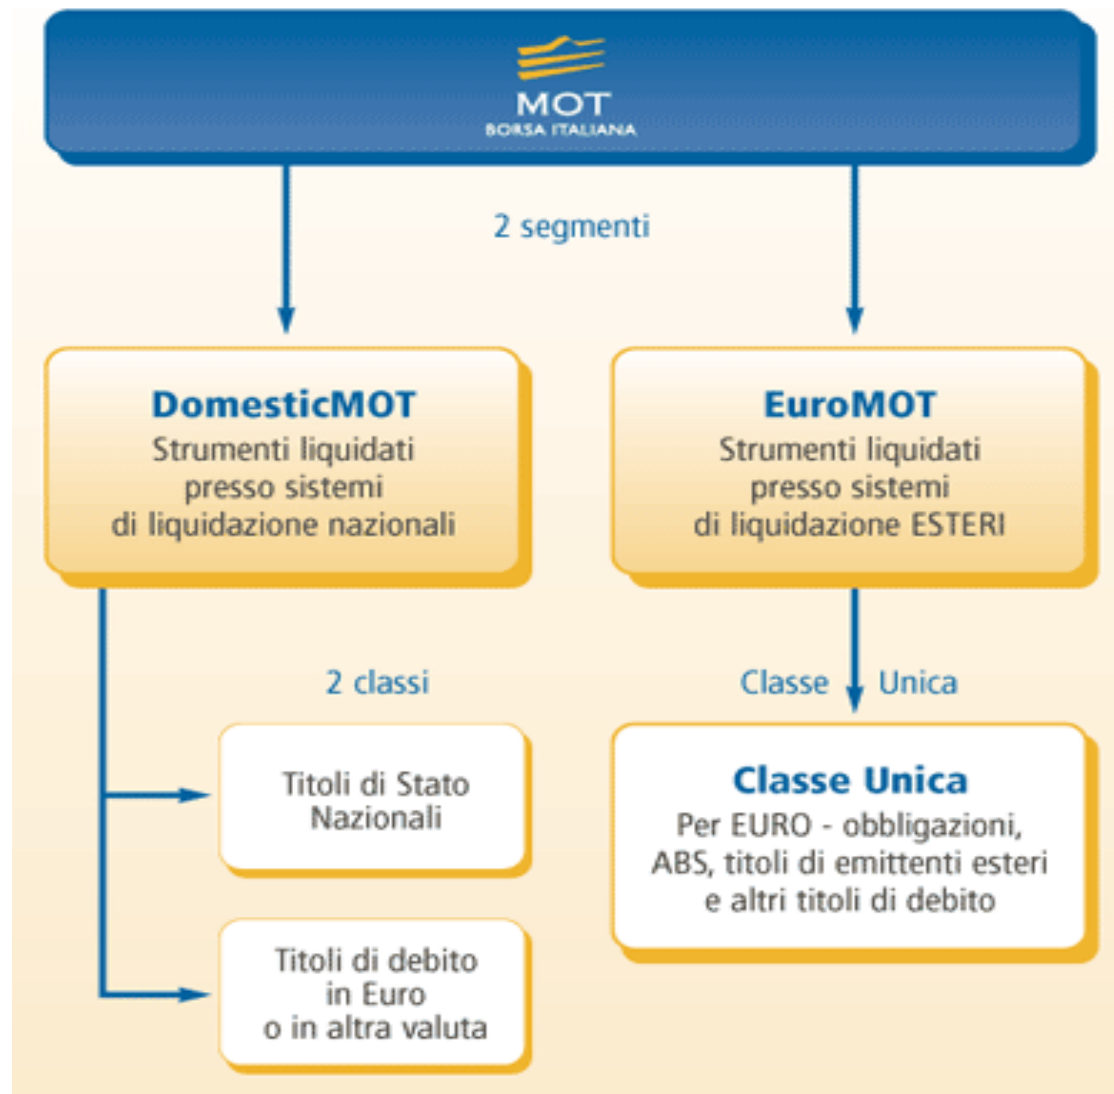 MOT
BORSA ITALIANA
2 segmenti
DomesticMOT
Strumenti liquidati
presso sistemi
di liquidazione nazionali
EuroMOT
Strumenti liquidati
presso sistemi
di liquidazione ESTERI
2 classi
Titoli di Stato
Nazionali
Titoli di debito
in Euro
o in altra valuta
Classe Unica
Classe Unica
Per EURO - obbligazioni,
ABS, titoli di emittenti esteri
e altri titoli di debito